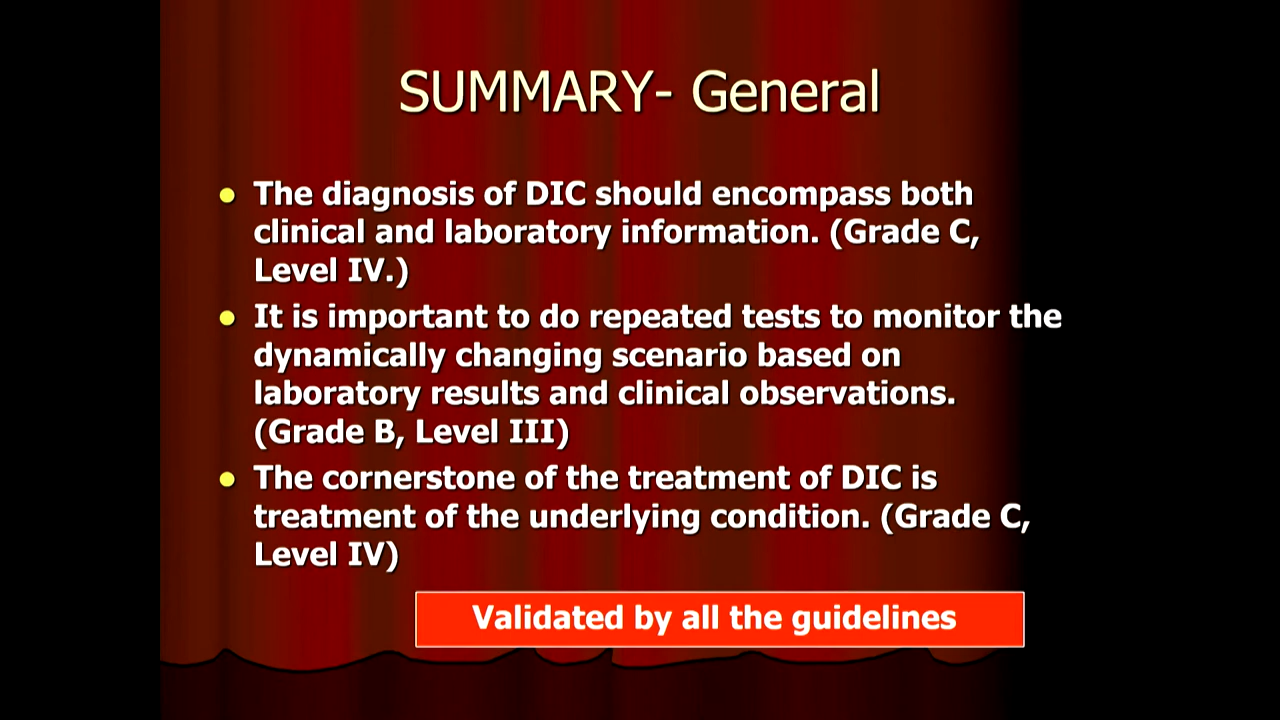 SUMMARY- General
● The diagnosis of DIC should encompass both
clinical and laboratory information. (Grade C,
Level IV.)
● It is important to do repeated tests to monitor the
dynamically changing scenario based on
laboratory results and clinical observations.
(Grade B, Level III)
● The cornerstone of the treatment of DIC is
treatment of the underlying condition. (Grade C,
Level IV)
Validated by all the guidelines